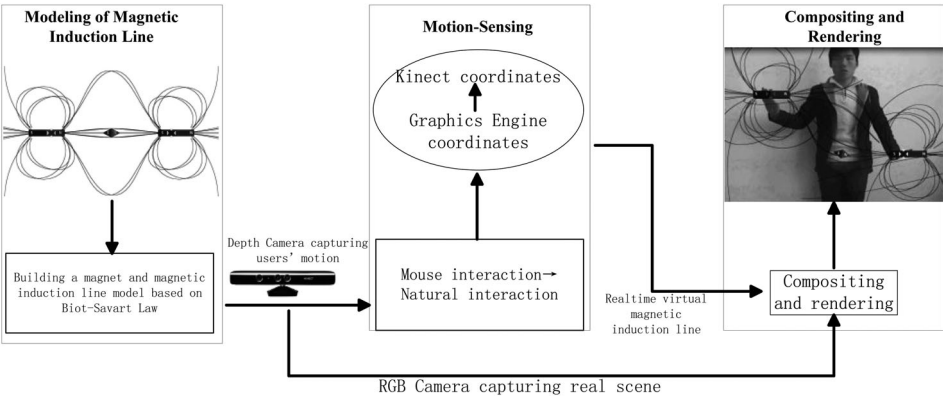 Modeling of Magnetic
Induction Line
Building a magnet and magnetic
induction line model based on
Biot-Savart Law
Depth Camera capturing
users' motion
Motion-Sensing
Kinect coordinates
Graphics Engine
coordinates
Mouse interaction→
Natural interaction
Realtime virtual
magnetic
induction line
Compositing and
Rendering
Compositing
and rendering
RGB Camera capturing real scene